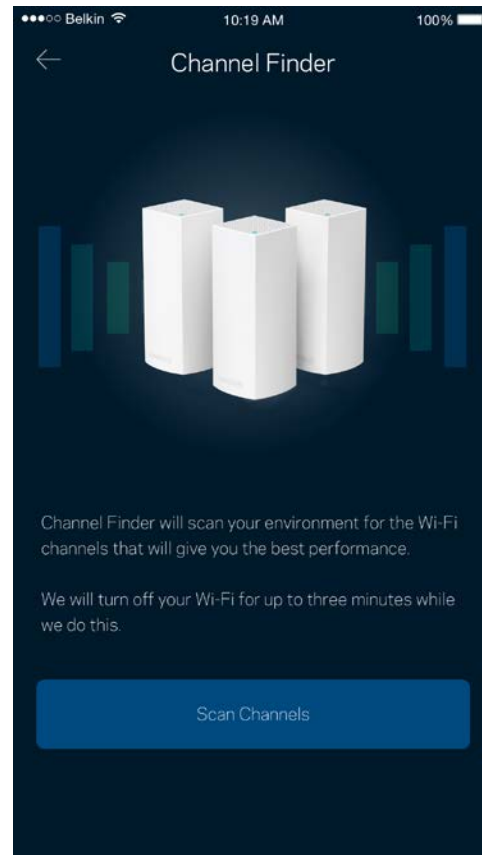 Belkin 10:19 AM 100%
Channel Finder
Channel Finder will scan your environment for the Wi-Fi
channels that will give you the best performance.
We will turn off your Wi-Fi for up to three minutes while
we do this.
Scan Channels